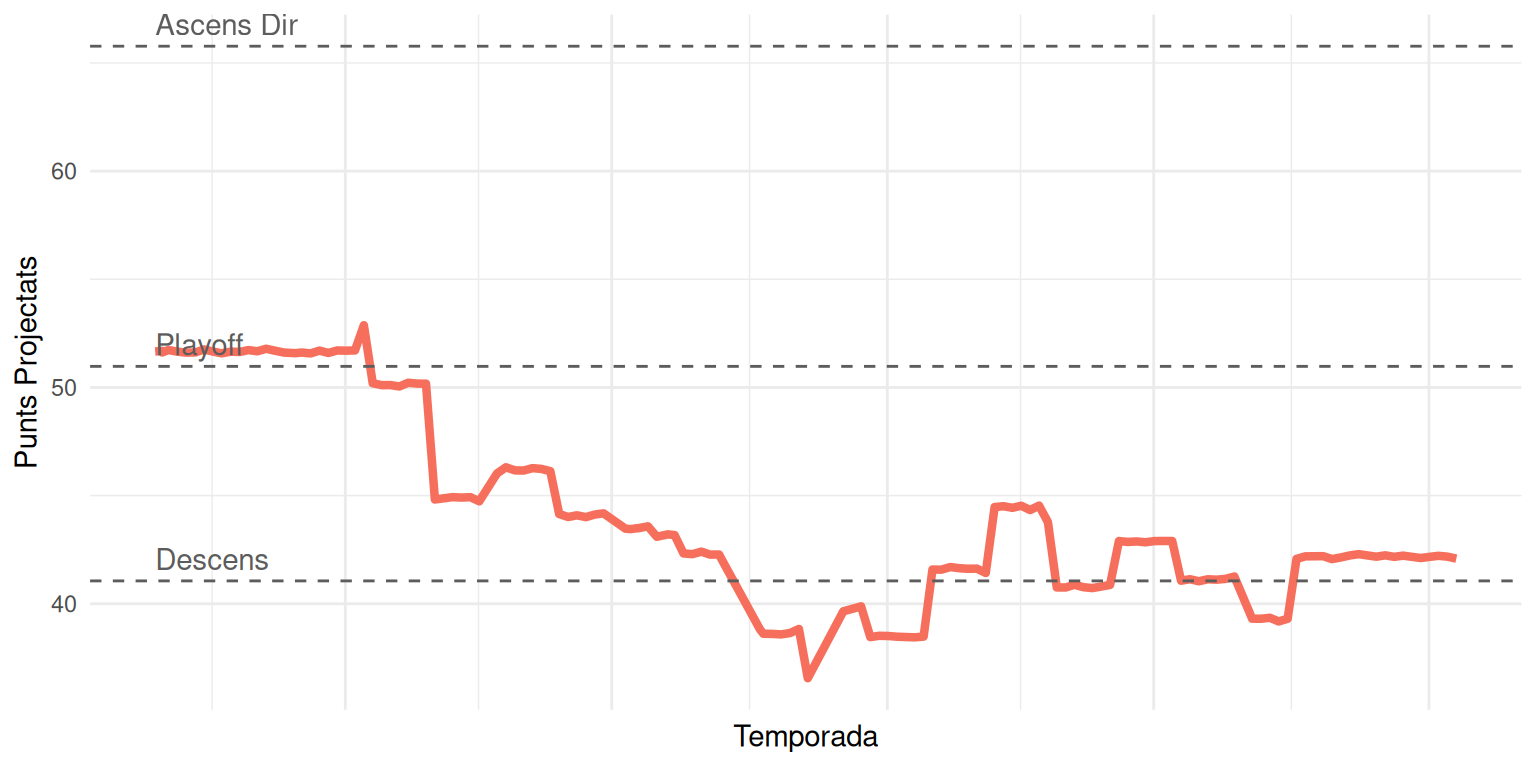 Ascens Dir
60
Playoff
50
Descens
40
Punts Projectats
Temporada